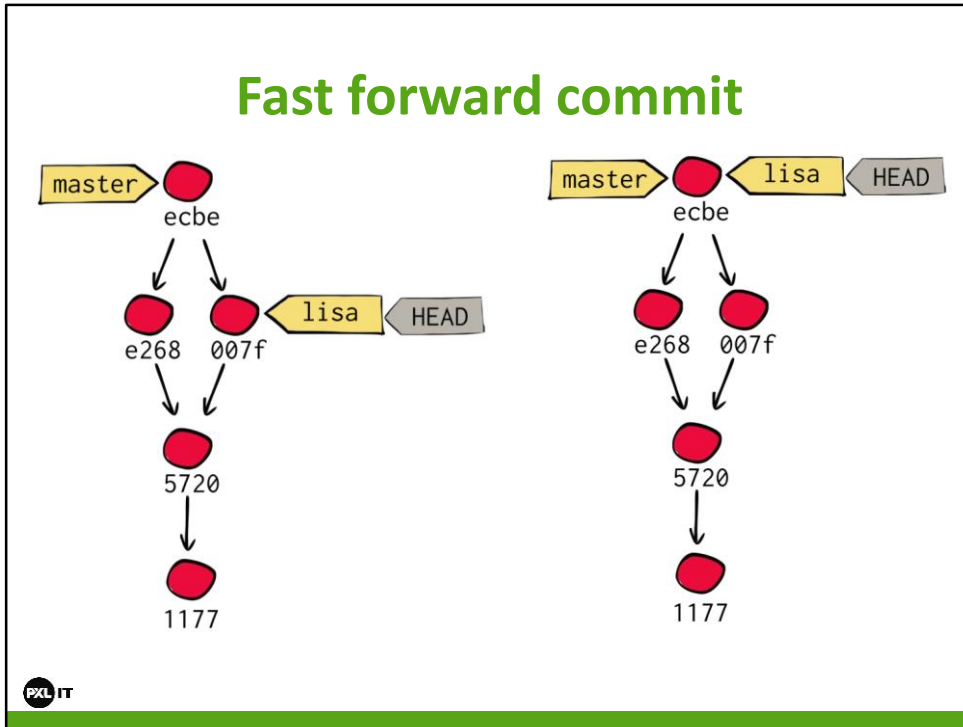 Fast forward commit
master
ecbe
e268
007f
lisa
HEAD
5720
1177
master
lisa
HEAD
ecbe
e268
007f
5720
1177
PXL IT